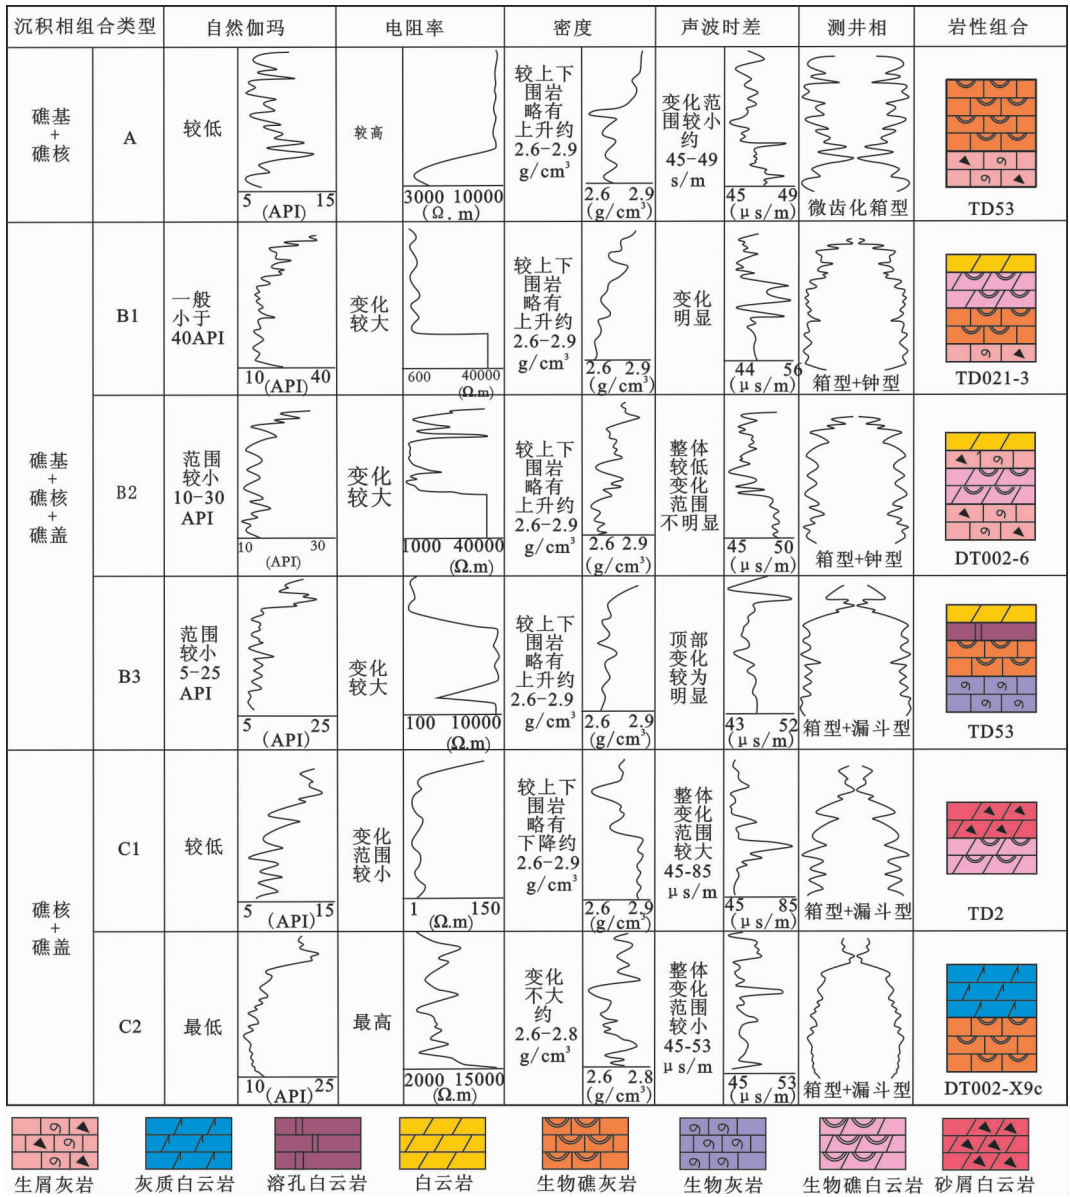 沉积相组合类型 自然伽玛 电阻率 密度 声波时差 测井相 岩性组合
礁基
+
礁核
A
较低
5 15
(API)
较高
3000 10000
(Ω. m)
较上下
围岩
略有
上升约
2.6-2.9
g/cm³
2.6 2.9
(g/cm³)
变化范
围较小
约
45-49
s/m
45 49
(μs/m)
微齿化箱型
TD53
礁基
+
礁核
+
礁盖
B1
一般
小于
40API
10 40
(API)
变化
较大
600 40000
(Ω.m)
较上下
围岩
略有
上升约
2.6-2.9
g/cm³
2.6 2.9
(g/cm³)
变化
明显
44 56
(μs/m)
箱型+钟型
TD021-3
B2
范围
较小
10-30
API
10 30
(API)
变化
较大
1000 40000
(Ω.m)
较上下
围岩
略有
上升约
2.6-2.9
g/cm³
2.6 2.9
(g/cm³)
整体
较低
变化
范围
不明显
45 50
(μs/m)
箱型+钟型
DT002-6
B3
范围
较小
5-25
API
5 25
(API)
变化
较大
100 10000
(Ω.m)
较上下
围岩
略有
上升约
2.6-2.9
g/cm³
2.6 2.9
(g/cm³)
顶部
变化
较为
明显
43 52
(μs/m)
箱型+漏斗型
TD53
礁核
+
礁盖
C1
较低
5 15
(API)
变化
范围
较小
1 150
(Ω.m)
较上下
围岩
略有
下降约
2.6-2.9
g/cm³
2.6 2.9
(g/cm³)
整体
变化
范围
较大
45-85
μs/m
45 85
(μs/m)
箱型+漏斗型
TD2
C2
最低
10 25
(API)
最高
2000 15000
(Ω.m)
变化
不大
约
2.6-2.8
g/cm³
2.6 2.8
(g/cm³)
整体
变化
范围
较小
45-53
μs/m
45 53
(μs/m)
箱型+漏斗型
DT002-X9c
生屑灰岩 灰质白云岩 溶孔白云岩 白云岩 生物礁灰岩 生物灰岩 生物礁白云岩 砂屑白云岩